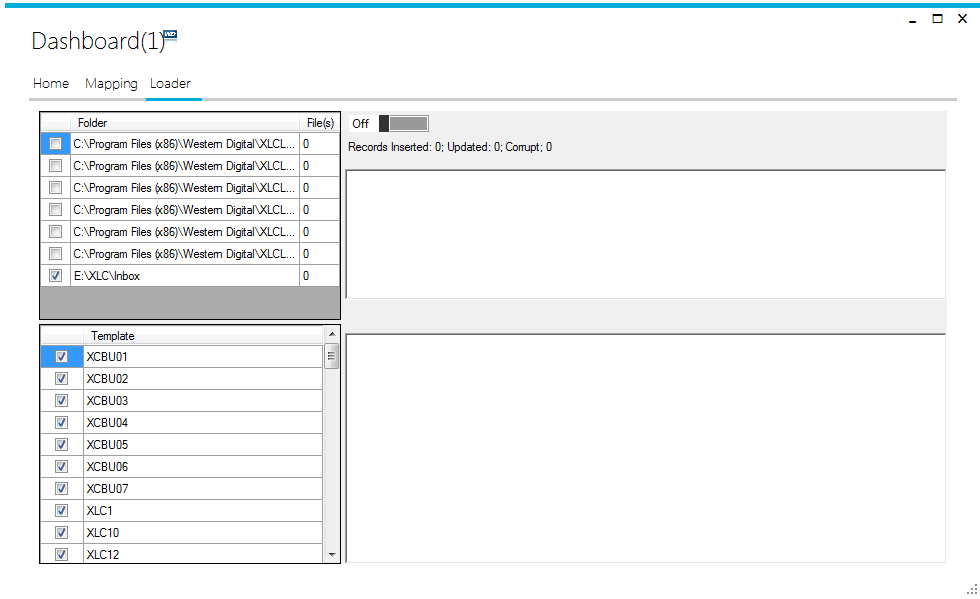 Dashboard(1)
WD
Home Mapping Loader
Folder File(s)
C:\Program Files (x86)\Western Digital\XLCL... 0
C:\Program Files (x86)\Western Digital\XLCL... 0
C:\Program Files (x86)\Western Digital\XLCL... 0
C:\Program Files (x86)\Western Digital\XLCL... 0
C:\Program Files (x86)\Western Digital\XLCL... 0
C:\Program Files (x86)\Western Digital\XLCL... 0
E:\XLC\Inbox 0
Off
Records Inserted: 0; Updated: 0; Corrupt; 0
Template
XCBU01
XCBU02
XCBU03
XCBU04
XCBU05
XCBU06
XCBU07
XLC1
XLC10
XLC12